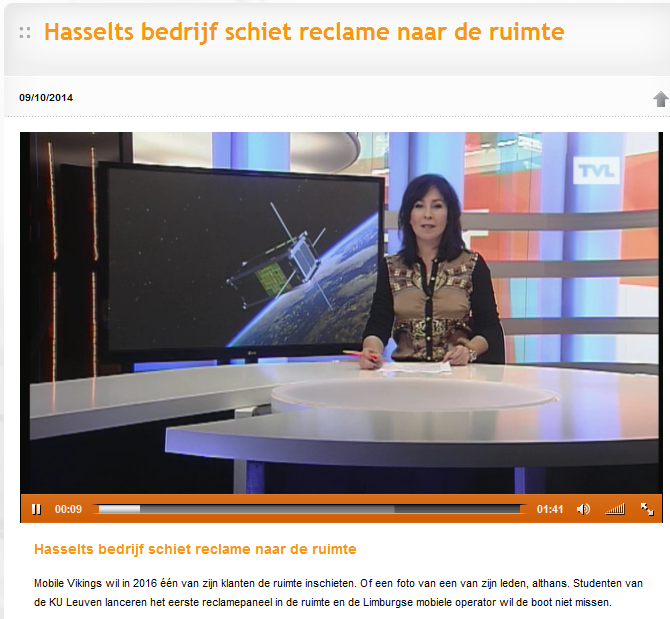 Hasselts bedrijf schiet reclame naar de ruimte
09/10/2014
TVL
LG
00:09
01:41
Hasselts bedrijf schiet reclame naar de ruimte
Mobile Vikings wil in 2016 één van zijn klanten de ruimte inschieten. Of een foto van een van zijn leden, althans. Studenten van
de KU Leuven lanceren het eerste reclamepaneel in de ruimte en de Limburgse mobiele operator wil de boot niet missen.